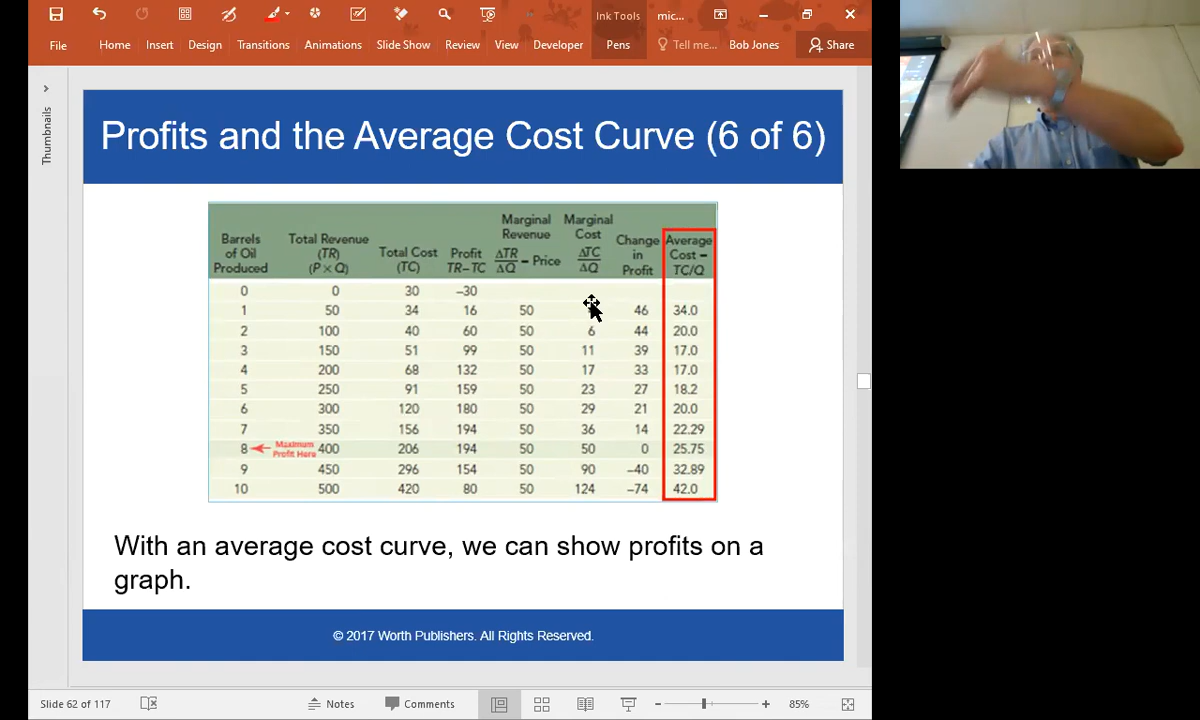 Ink Tools
mic...
File Home Insert Design Transitions Animations Slide Show Review View Developer Pens Tell me... Bob Jones Share
Thumbnails
Profits and the Average Cost Curve (6 of 6)
Barrels of Oil Produced
Total Revenue (TR) (P × Q)
Total Cost (TC)
Profit TR–TC
Marginal Revenue ΔTR/ΔQ – Price
Marginal Cost ΔTC/ΔQ
Change in Profit
Average Cost – TC/Q
0 0 30 –30
1 50 34 16 50 46 34.0
2 100 40 60 50 6 44 20.0
3 150 51 99 50 11 39 17.0
4 200 68 132 50 17 33 17.0
5 250 91 159 50 23 27 18.2
6 300 120 180 50 29 21 20.0
7 350 156 194 50 36 14 22.29
8 Maximum Profit Here 400 206 194 50 50 0 25.75
9 450 296 154 50 90 –40 32.89
10 500 420 80 50 124 –74 42.0
With an average cost curve, we can show profits on a
graph.
© 2017 Worth Publishers. All Rights Reserved.
Slide 62 of 117 Notes Comments 85%